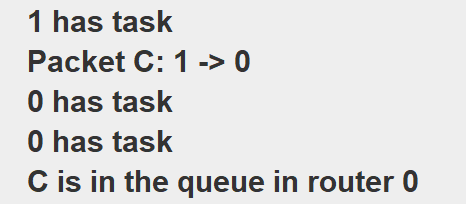 1 has task
Packet C: 1 -> 0
0 has task
0 has task
C is in the queue in router 0